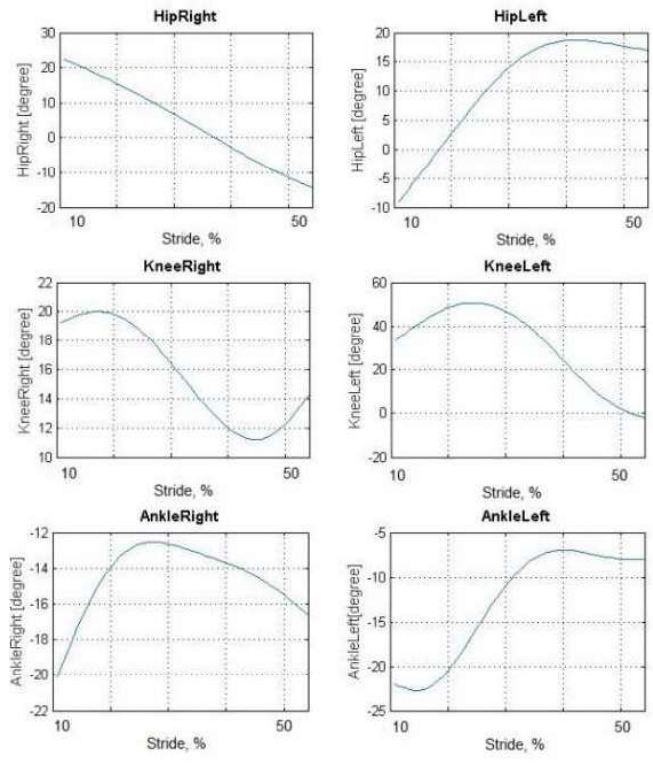 HipRight
HipLeft
HipRight [degree]
30
20
10
0
-10
-20
10
50
Stride, %
HipLeft [degree]
20
15
10
5
0
-5
-10
10
50
Stride, %
KneeRight
KneeLeft
KneeRight [degree]
22
20
18
16
14
12
10
10
50
Stride, %
KneeLeft [degree]
60
40
20
0
-20
10
50
Stride, %
AnkleRight
AnkleLeft
AnkleRight [degree]
-12
-14
-16
-18
-20
-22
10
50
Stride, %
AnkleLeft[degree]
-5
-10
-15
-20
-25
10
50
Stride, %